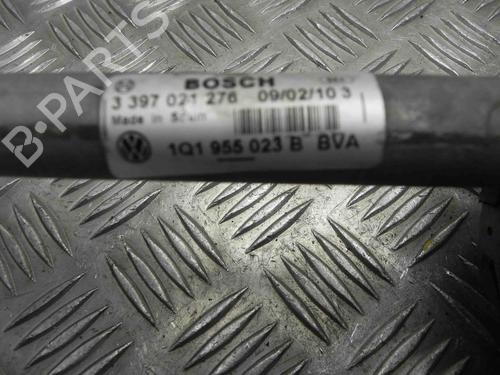 BOSCH
3 397 021 276 09/02/10 3
Made in Spain
1Q1 955 023 B BVA
B-PARTS